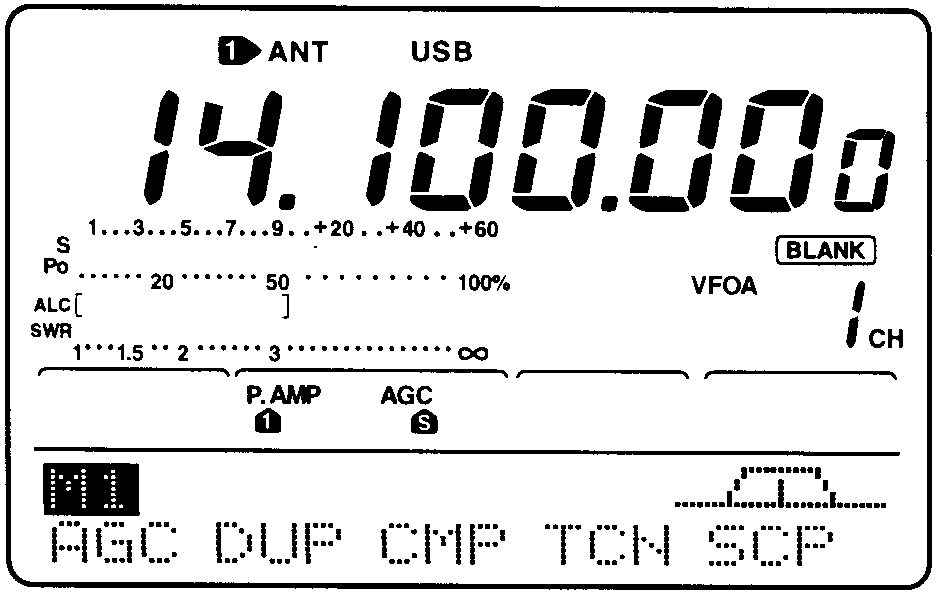 1 ANT USB
14.100.000
1...3...5...7...9..+20..+40..+60
S
BLANK
Po ......20........50..........100%
VFOA
ALC[ ]
1 CH
SWR
1····1.5··2·······3···············∞
P.AMP AGC
1 S
M1
AGC DUP CMP TCN SCP